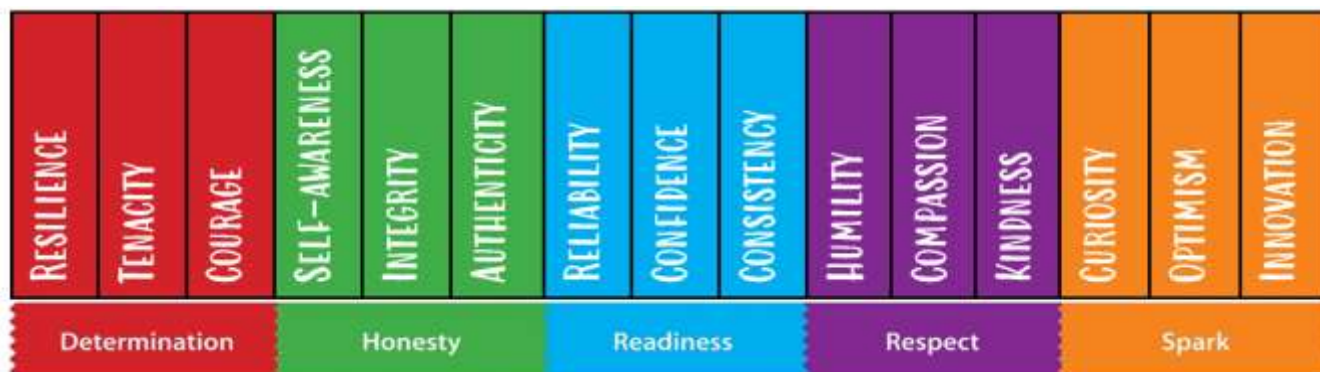 RESILIENCE
TENACITY
COURAGE
SELF-AWARENESS
INTEGRITY
AUTHENTICITY
RELIABILITY
CONFIDENCE
CONSISTENCY
HUMILITY
COMPASSION
KINDNESS
CURIOSITY
OPTIMISM
INNOVATION
Determination
Honesty
Readiness
Respect
Spark